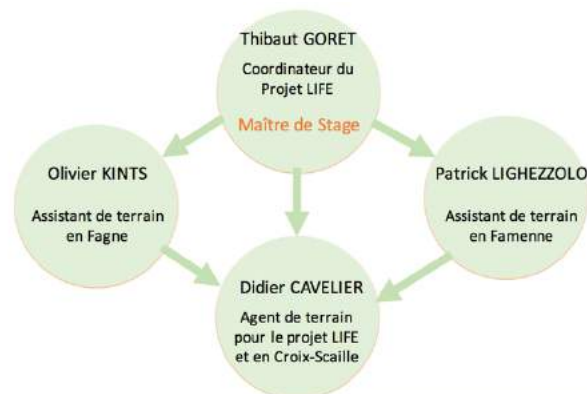 Thibaut GORET
Coordinateur du
Projet LIFE
Maître de Stage
Olivier KINTS
Assistant de terrain
en Fagne
Patrick LIGHEZZOLO
Assistant de terrain
en Famenne
Didier CAVELIER
Agent de terrain
pour le projet LIFE
et en Croix-Scaille